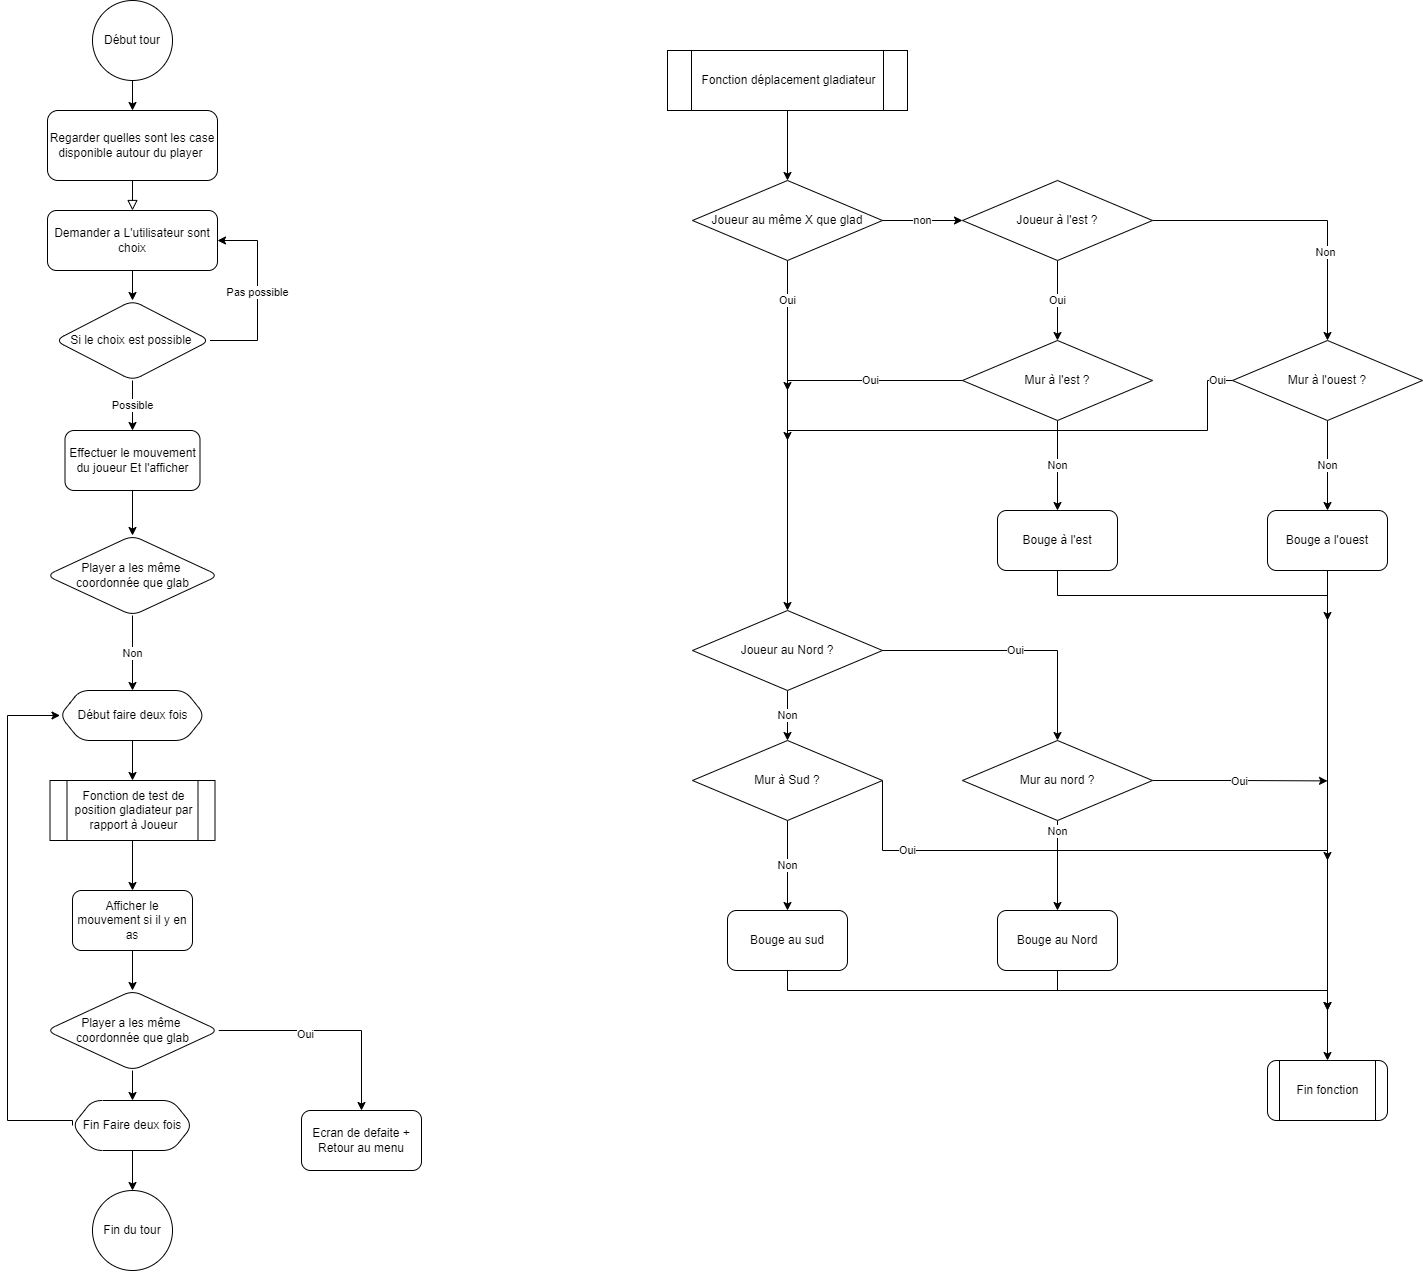 Début tour
Regarder quelles sont les case
disponible autour du player
Demander a L'utilisateur sont
choix
Pas possible
Si le choix est possible
Possible
Effectuer le mouvement
du joueur Et l'afficher
Player a les même
coordonnée que glab
Non
Début faire deux fois
Fonction de test de
position gladiateur par
rapport à Joueur
Afficher le
mouvement si il y en
as
Player a les même
coordonnée que glab
Oui
Fin Faire deux fois
Ecran de defaite +
Retour au menu
Fin du tour
Fonction déplacement gladiateur
Joueur au même X que glad
non
Joueur à l'est ?
Non
Oui
Oui
Mur à l'est ?
Oui
Mur à l'ouest ?
Oui
Non
Non
Bouge à l'est
Bouge a l'ouest
Joueur au Nord ?
Oui
Non
Mur à Sud ?
Mur au nord ?
Oui
Non
Oui
Non
Bouge au sud
Bouge au Nord
Fin fonction